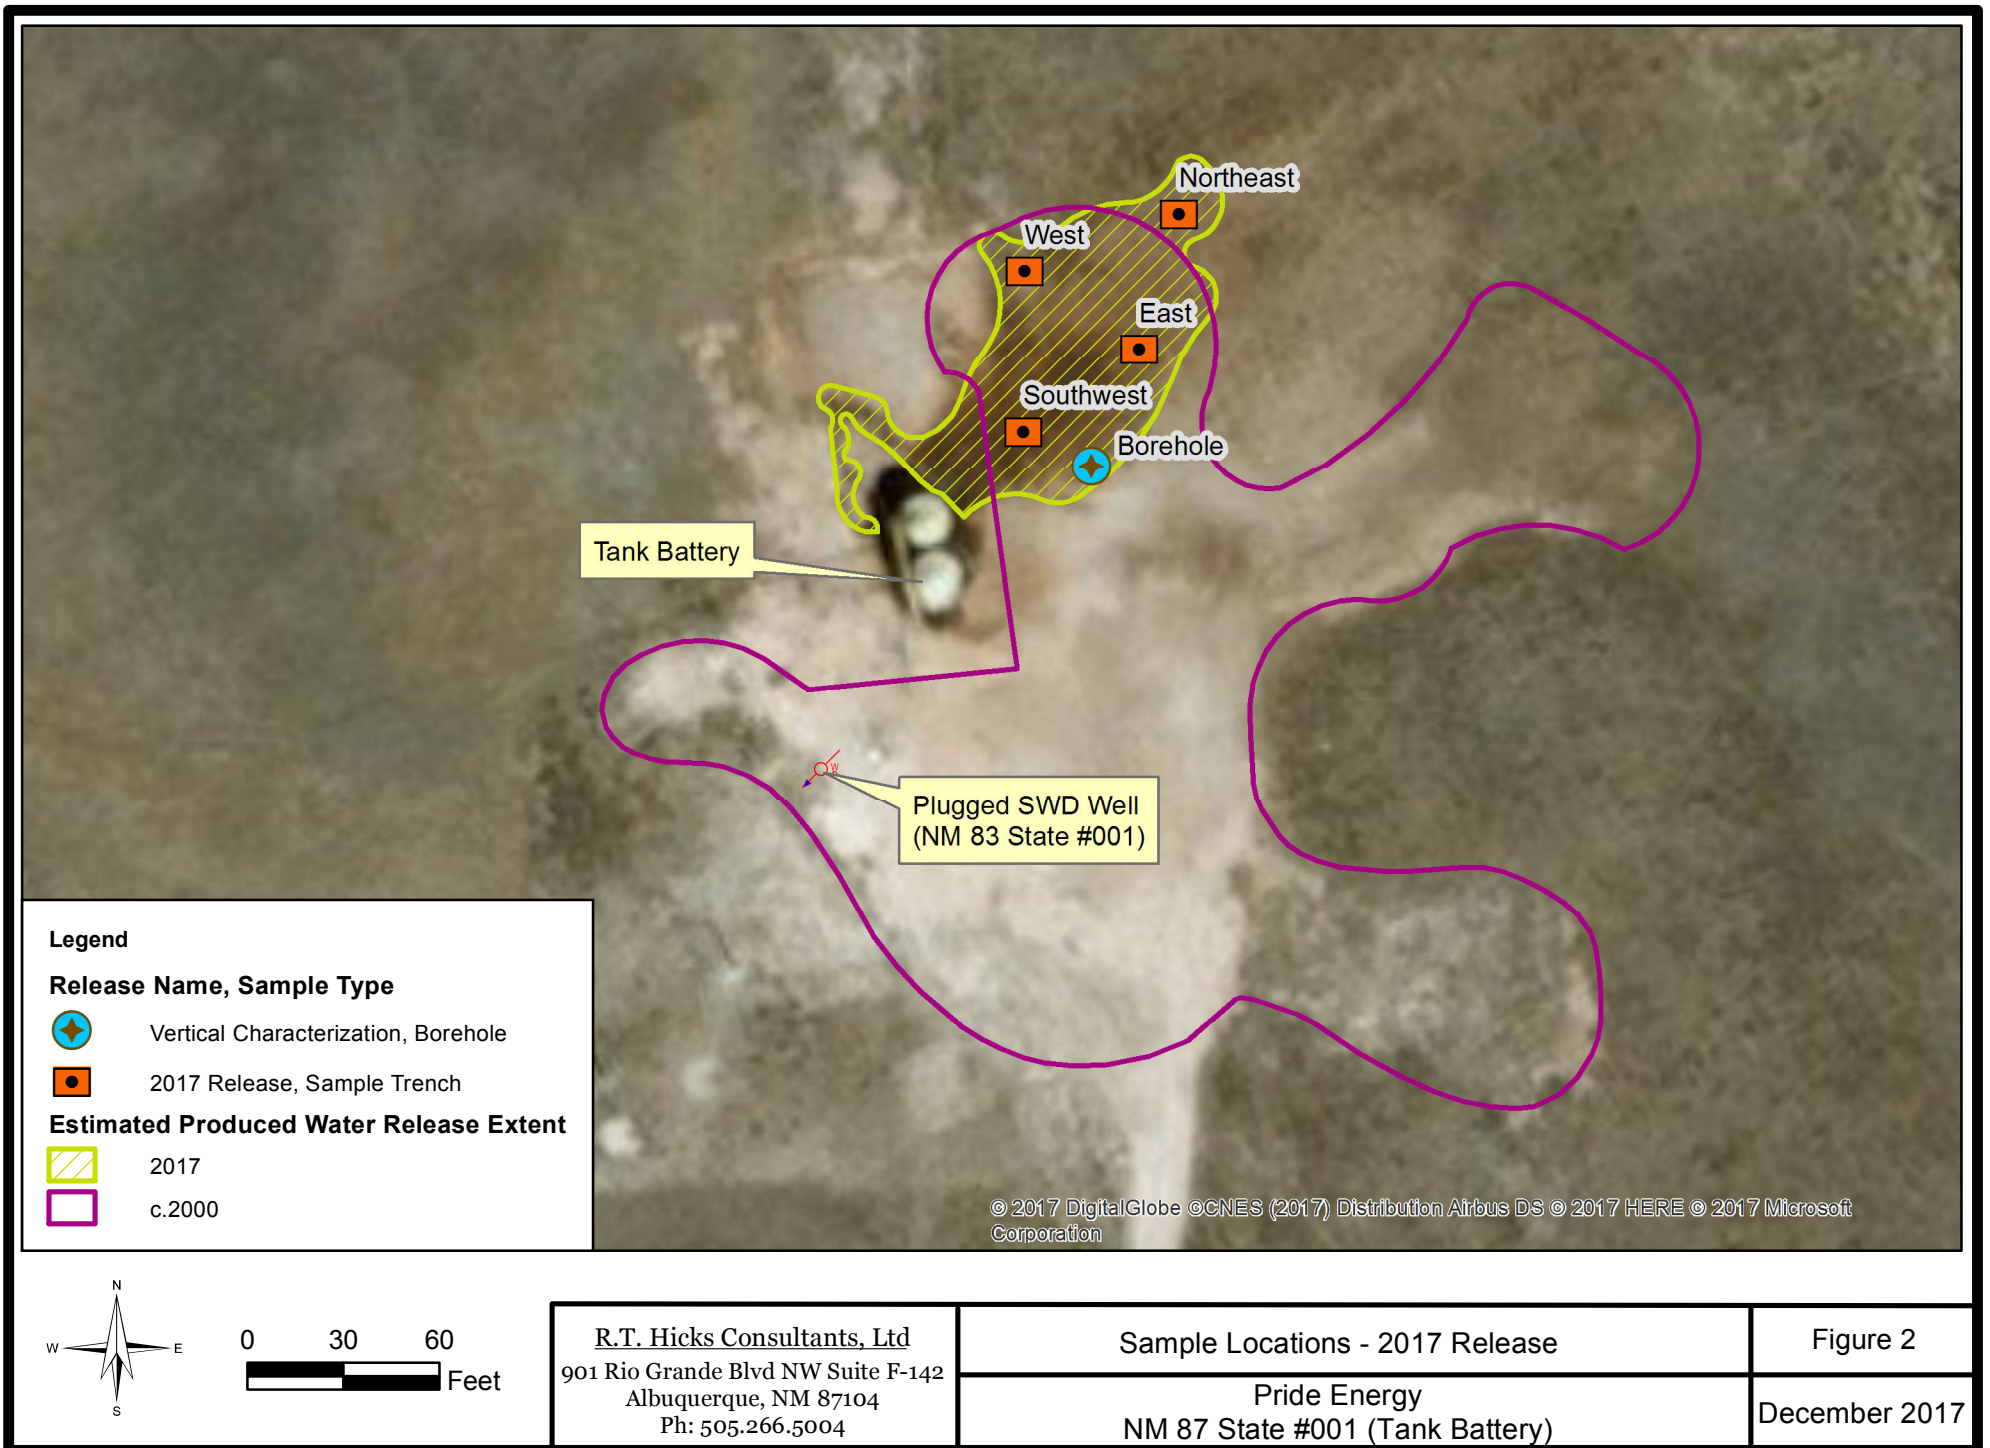 Northeast
West
East
Southwest
Borehole
Tank Battery
Plugged SWD Well
(NM 83 State #001)
Legend
Release Name, Sample Type
Vertical Characterization, Borehole
2017 Release, Sample Trench
Estimated Produced Water Release Extent
2017
c.2000
© 2017 DigitalGlobe ©CNES (2017) Distribution Airbus DS © 2017 HERE © 2017 Microsoft
Corporation
N
W E
S
0 30 60
Feet
R.T. Hicks Consultants, Ltd
901 Rio Grande Blvd NW Suite F-142
Albuquerque, NM 87104
Ph: 505.266.5004
Sample Locations - 2017 Release
Pride Energy
NM 87 State #001 (Tank Battery)
Figure 2
December 2017